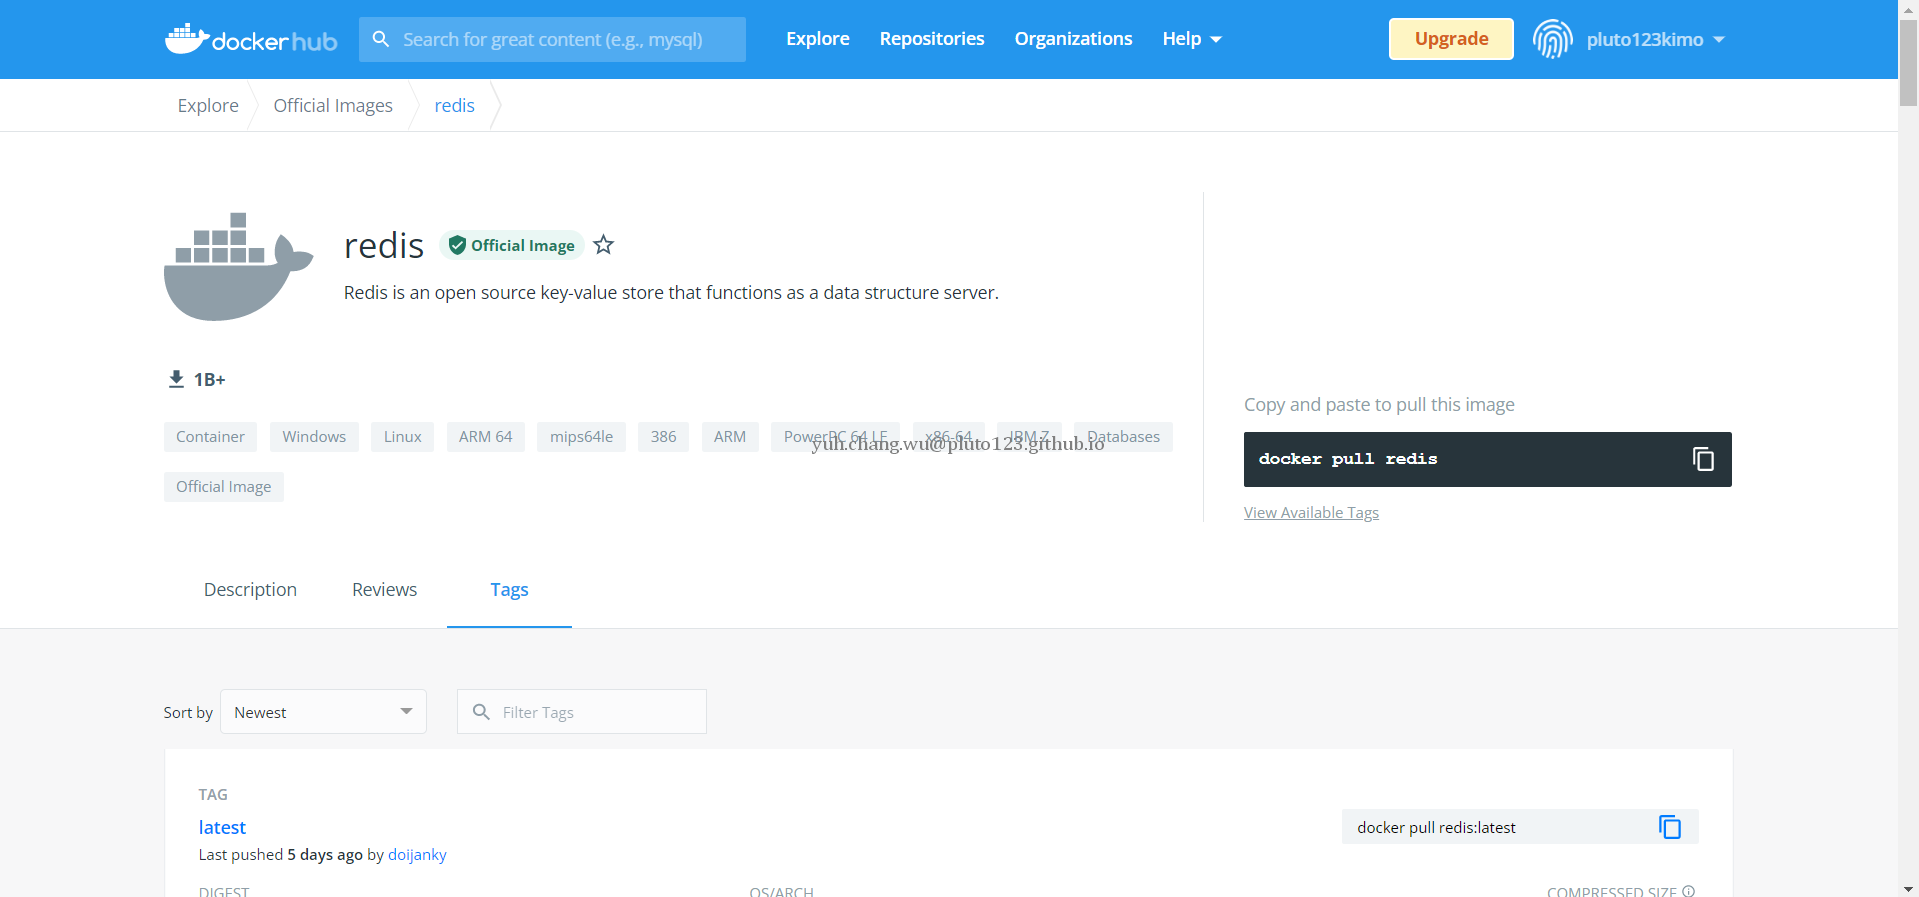 docker hub
Search for great content (e.g., mysql)
Explore
Repositories
Organizations
Help
Upgrade
pluto123kimo
Explore
Official Images
redis
redis
Official Image
Redis is an open source key-value store that functions as a data structure server.
1B+
Container
Windows
Linux
ARM 64
mips64le
386
ARM
PowerPC 64 LE
x86-64
IBM Z
Databases
yuh.chang.wu@pluto123.github.io
Official Image
Copy and paste to pull this image
docker pull redis
View Available Tags
Description
Reviews
Tags
Sort by
Newest
Filter Tags
TAG
latest
docker pull redis:latest
Last pushed 5 days ago by doijanky
DIGEST
OS/ARCH
COMPRESSED SIZE